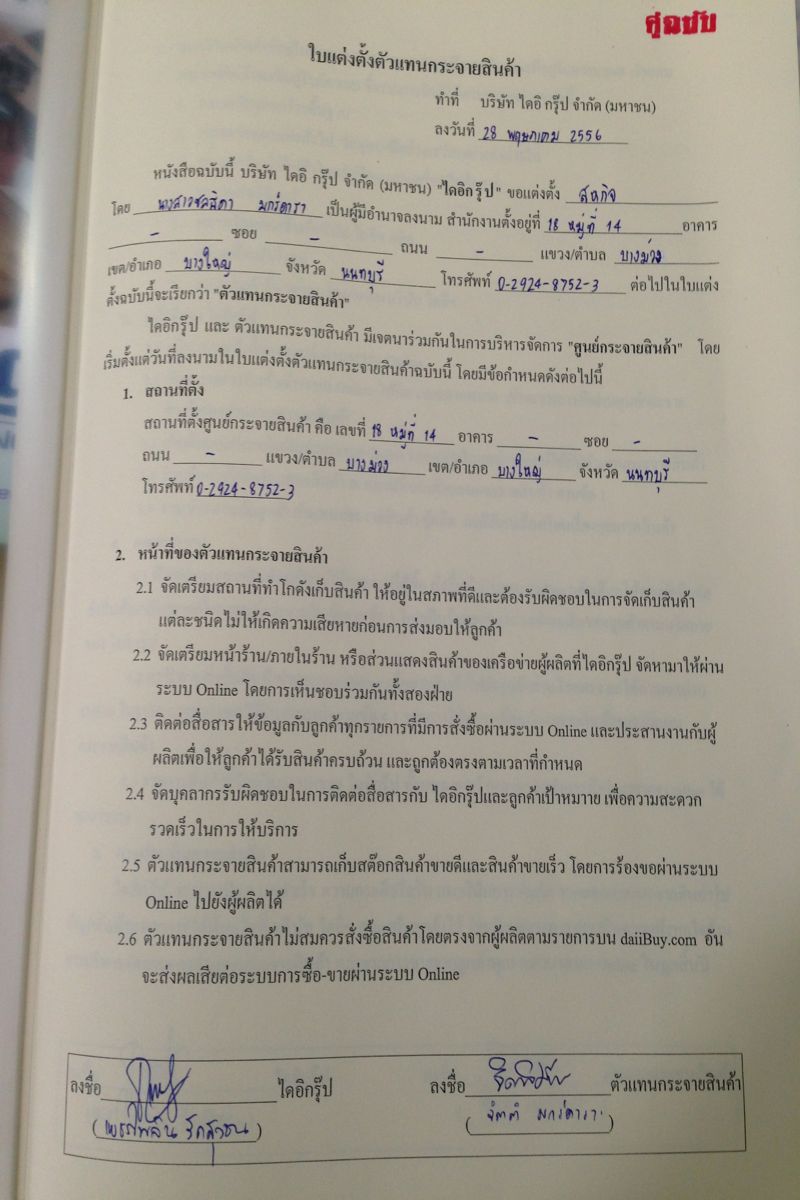 คู่ฉบับ
ใบแต่งตั้งตัวแทนกระจายสินค้า
ทำที่ บริษัท ไดอิ กรุ๊ป จำกัด (มหาชน)
ลงวันที่ 28 พฤษภาคม 2556
หนังสือฉบับนี้ บริษัท ไดอิ กรุ๊ป จำกัด (มหาชน) "ไดอิกรุ๊ป" ขอแต่งตั้ง สหกิจ
โดย นางสาวชลธิดา มกร์ดารา เป็นผู้มีอำนาจลงนาม สำนักงานตั้งอยู่ที่ 18 หมู่ที่ 14 อาคาร
- ซอย - ถนน - แขวง/ตำบล บางม่วง
เขต/อำเภอ บางใหญ่ จังหวัด นนทบุรี โทรศัพท์ 0-2924-8752-3 ต่อไปในใบแต่ง
ตั้งฉบับนี้จะเรียกว่า "ตัวแทนกระจายสินค้า"
ไดอิกรุ๊ป และ ตัวแทนกระจายสินค้า มีเจตนาร่วมกันในการบริหารจัดการ "ศูนย์กระจายสินค้า" โดย
เริ่มตั้งแต่วันที่ลงนามในใบแต่งตั้งตัวแทนกระจายสินค้าฉบับนี้ โดยมีข้อกำหนดดังต่อไปนี้
1. สถานที่ตั้ง
สถานที่ตั้งศูนย์กระจายสินค้า คือ เลขที่ 18 หมู่ที่ 14 อาคาร - ซอย -
ถนน - แขวง/ตำบล บางม่วง เขต/อำเภอ บางใหญ่ จังหวัด นนทบุรี
โทรศัพท์ 0-2924-8752-3
2. หน้าที่ของตัวแทนกระจายสินค้า
2.1 จัดเตรียมสถานที่ทำโกดังเก็บสินค้า ให้อยู่ในสภาพที่ดีและต้องรับผิดชอบในการจัดเก็บสินค้า
แต่ละชนิดไม่ให้เกิดความเสียหายก่อนการส่งมอบให้ลูกค้า
2.2 จัดเตรียมหน้าร้าน/ภายในร้าน หรือส่วนแสดงสินค้าของเครือข่ายผู้ผลิตที่ไดอิกรุ๊ป จัดหามาให้ผ่าน
ระบบ Online โดยการเห็นชอบร่วมกันทั้งสองฝ่าย
2.3 ติดต่อสื่อสารให้ข้อมูลกับลูกค้าทุกรายการที่มีการสั่งซื้อผ่านระบบ Online และประสานงานกับผู้
ผลิตเพื่อให้ลูกค้าได้รับสินค้าครบถ้วน และถูกต้องตรงตามเวลาที่กำหนด
2.4 จัดบุคลากรรับผิดชอบในการติดต่อสื่อสารกับ ไดอิกรุ๊ปและลูกค้าเป้าหมาาย เพื่อความสะดวก
รวดเร็วในการให้บริการ
2.5 ตัวแทนกระจายสินค้าสามารถเก็บสต๊อกสินค้าขายดีและสินค้าขายเร็ว โดยการร้องขอผ่านระบบ
Online ไปยังผู้ผลิตได้
2.6 ตัวแทนกระจายสินค้าไม่สมควรสั่งซื้อสินค้าโดยตรงจากผู้ผลิตตามรายการบน daiiBuy.com อัน
จะส่งผลเสียต่อระบบการซื้อ-ขายผ่านระบบ Online
ลงชื่อ ไดอิกรุ๊ป ลงชื่อ ตัวแทนกระจายสินค้า